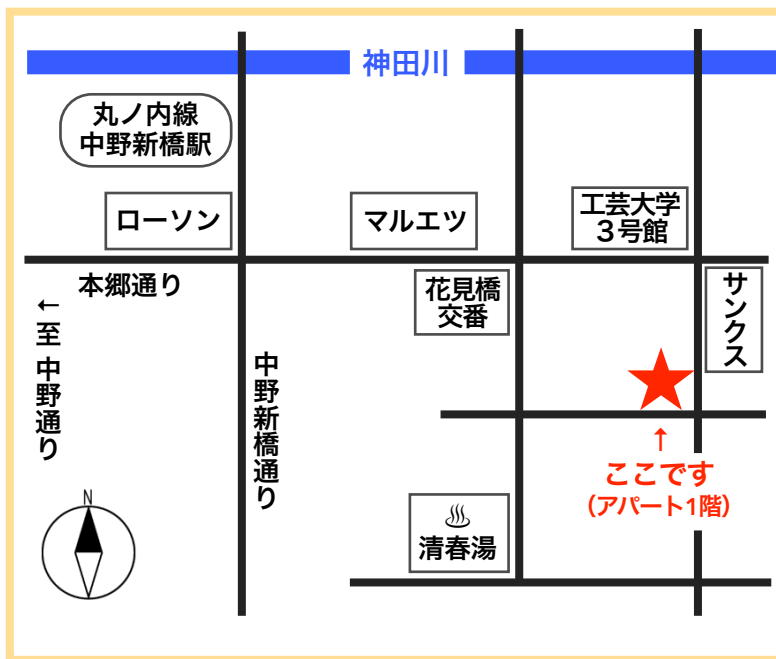 神田川
丸ノ内線
中野新橋駅
ローソン
マルエツ
工芸大学
3号館
本郷通り
花見橋
交番
サンクス
←至 中野通り
中野新橋通り
↑
ここです
(アパート1階)
N
♨
清春湯